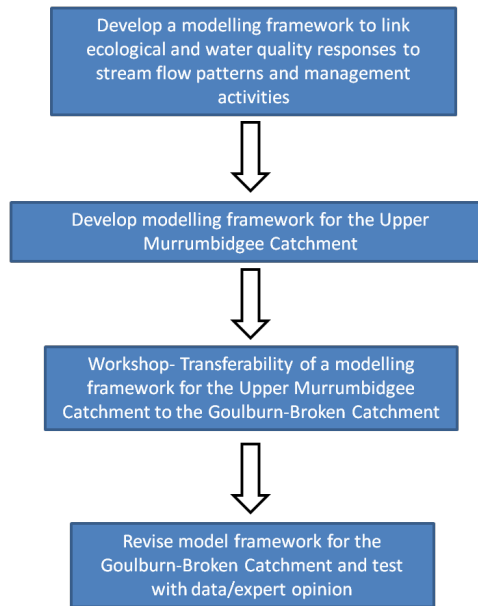 Develop a modelling framework to link
ecological and water quality responses to
stream flow patterns and management
activities
Develop modelling framework for the Upper
Murrumbidgee Catchment
Workshop- Transferability of a modelling
framework for the Upper Murrumbidgee
Catchment to the Goulburn-Broken Catchment
Revise model framework for the
Goulburn-Broken Catchment and test
with data/expert opinion